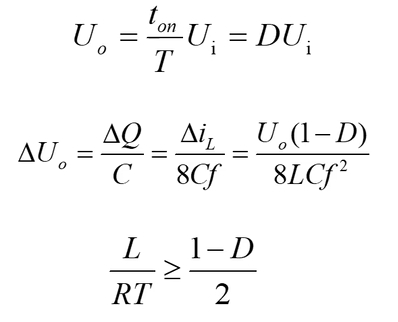 U_o = \frac{t_{on}}{T} U_i = DU_i
\Delta U_o = \frac{\Delta Q}{C} = \frac{\Delta i_L}{8Cf} = \frac{U_o(1-D)}{8LCf^2}
\frac{L}{RT} \geq \frac{1-D}{2}